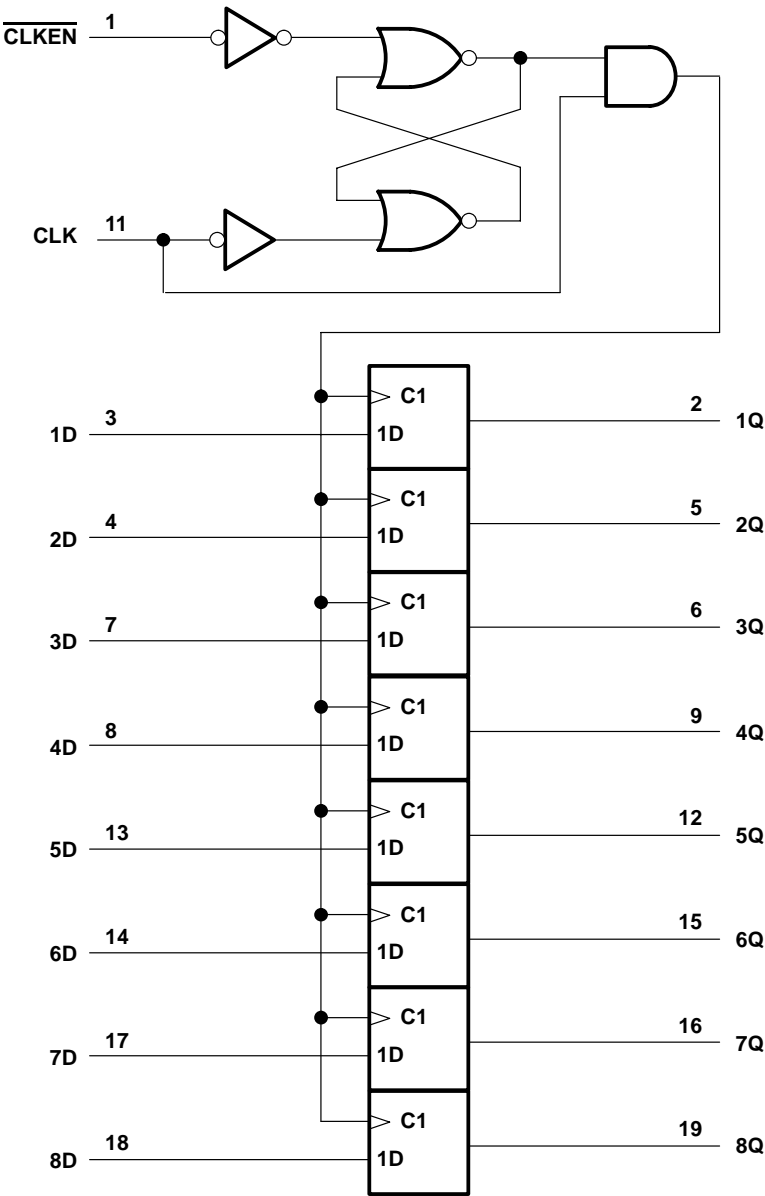 CLKEN 1
CLK 11
C1
1D 3 1D 2 1Q
C1
2D 4 1D 5 2Q
C1
3D 7 1D 6 3Q
C1
4D 8 1D 9 4Q
C1
5D 13 1D 12 5Q
C1
6D 14 1D 15 6Q
C1
7D 17 1D 16 7Q
C1
8D 18 1D 19 8Q